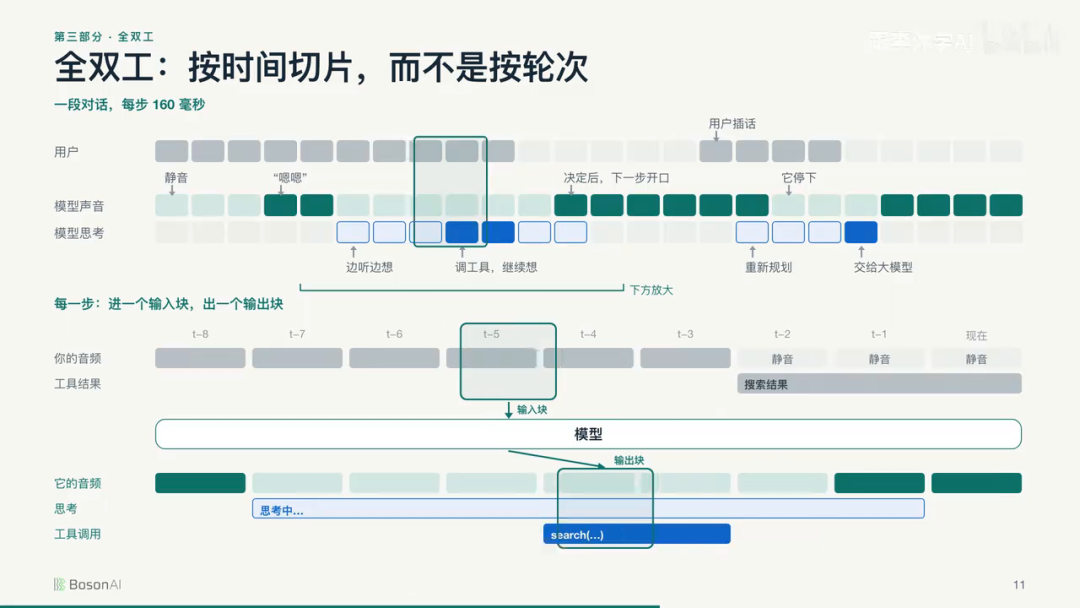 第三部分 · 全双工
全双工：按时间切片，而不是按轮次
一段对话，每步 160 毫秒
用户插话
用户
静音
“嗯嗯”
决定后，下一步开口
它停下
模型声音
模型思考
边听边想
调工具，继续想
重新规划
交给大模型
下方放大
每一步：进一个输入块，出一个输出块
t–8 t–7 t–6 t–5 t–4 t–3 t–2 t–1 现在
你的音频 静音 静音 静音
工具结果 搜索结果
输入块
模型
输出块
它的音频
思考 思考中...
工具调用 search(...)
BosonAI
11